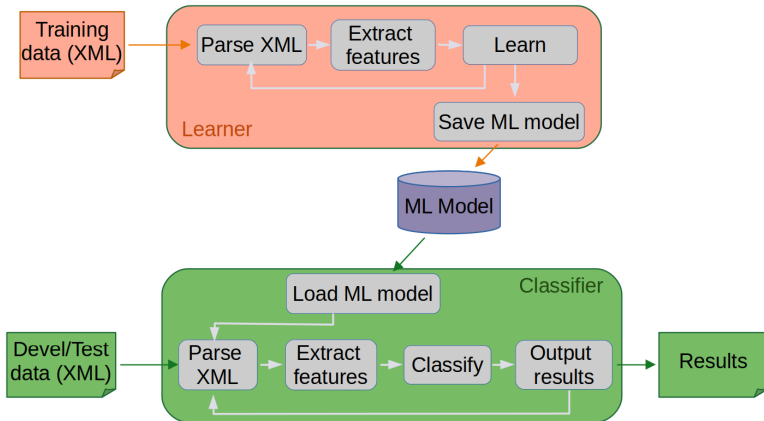 Training
data (XML)
Parse XML
Extract
features
Learn
Save ML model
Learner
ML Model
Classifier
Load ML model
Devel/Test
data (XML)
Parse
XML
Extract
features
Classify
Output
results
Results